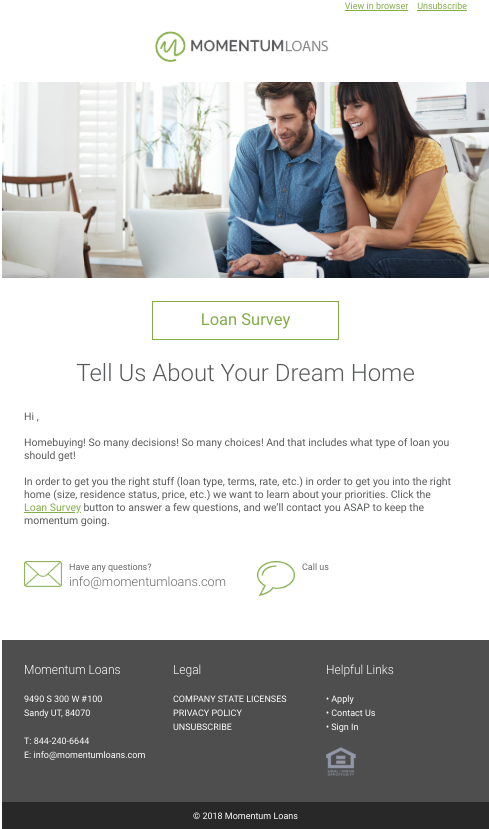 View in browser Unsubscribe
MOMENTUMLOANS
Loan Survey
Tell Us About Your Dream Home
Hi ,
Homebuying! So many decisions! So many choices! And that includes what type of loan you
should get!
In order to get you the right stuff (loan type, terms, rate, etc.) in order to get you into the right
home (size, residence status, price, etc.) we want to learn about your priorities. Click the
Loan Survey button to answer a few questions, and we'll contact you ASAP to keep the
momentum going.
Have any questions?
info@momentumloans.com
Call us
Momentum Loans
9490 S 300 W #100
Sandy UT, 84070
T: 844-240-6644
E: info@momentumloans.com
Legal
COMPANY STATE LICENSES
PRIVACY POLICY
UNSUBSCRIBE
Helpful Links
• Apply
• Contact Us
• Sign In
EQUAL HOUSING
OPPORTUNITY
© 2018 Momentum Loans